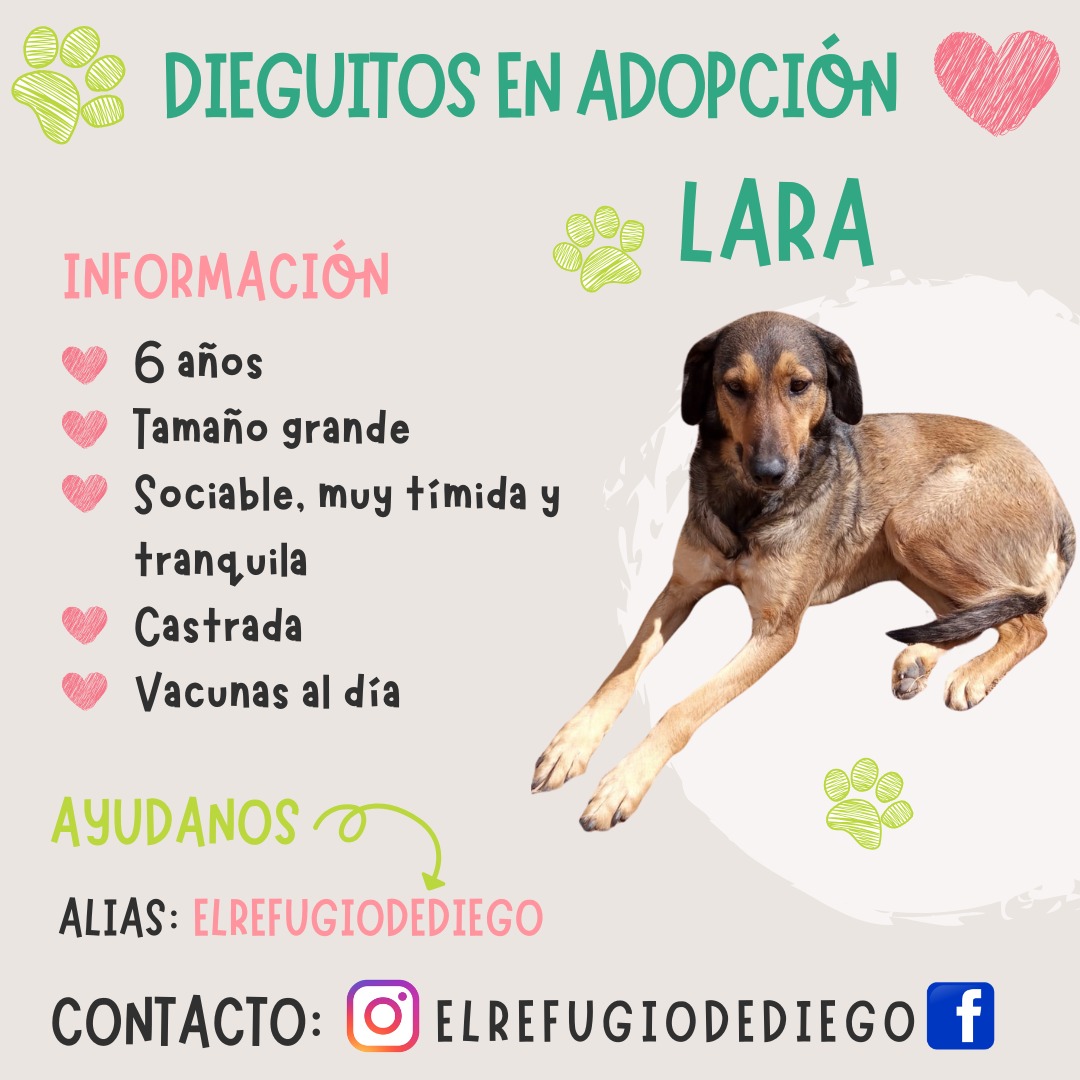 DIEGUITOS EN ADOPCIÓN
LARA
INFORMACIÓN
6 años
Tamaño grande
Sociable, muy tímida y
tranquila
Castrada
Vacunas al día
AYUDANOS
ALIAS: ELREFUGIODEDIEGO
CONTACTO: ELREFUGIODEDIEGO